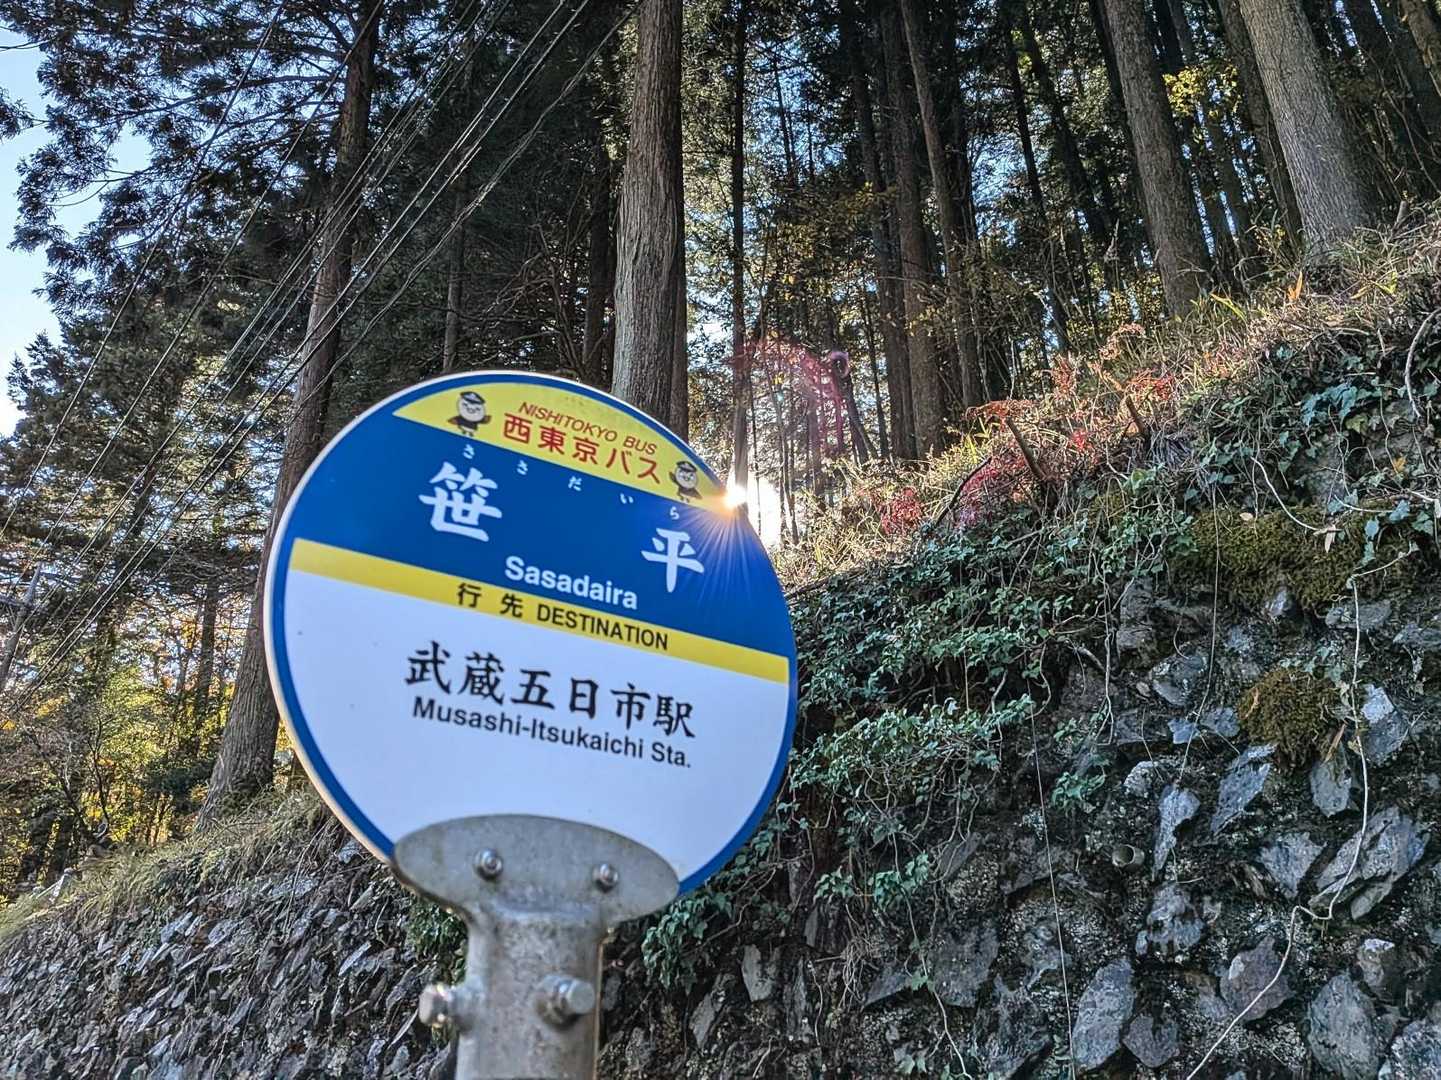 NISHITOKYO BUS
西東京バス
ささだいら
笹平
Sasadaira
行先 DESTINATION
武蔵五日市駅
Musashi-Itsukaichi Sta.